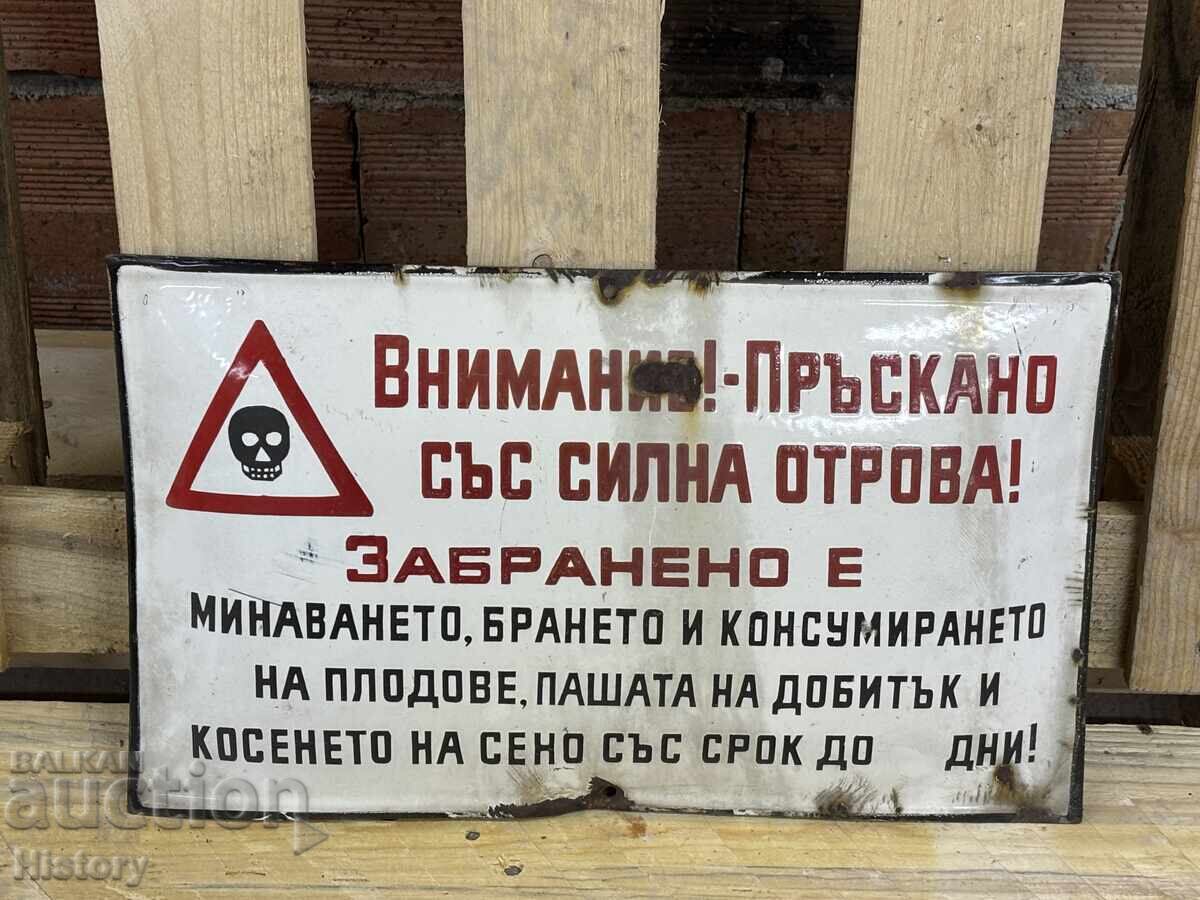 ВНИМАНИЕ!-ПРЪСКАНО
СЪС СИЛНА ОТРОВА!
ЗАБРАНЕНО Е
МИНАВАНЕТО, БРАНЕТО И КОНСУМИРАНЕТО
НА ПЛОДОВЕ, ПАШАТА НА ДОБИТЪК И
КОСЕНЕТО НА СЕНО СЪС СРОК ДО ДНИ!
BALKAN
auction
History